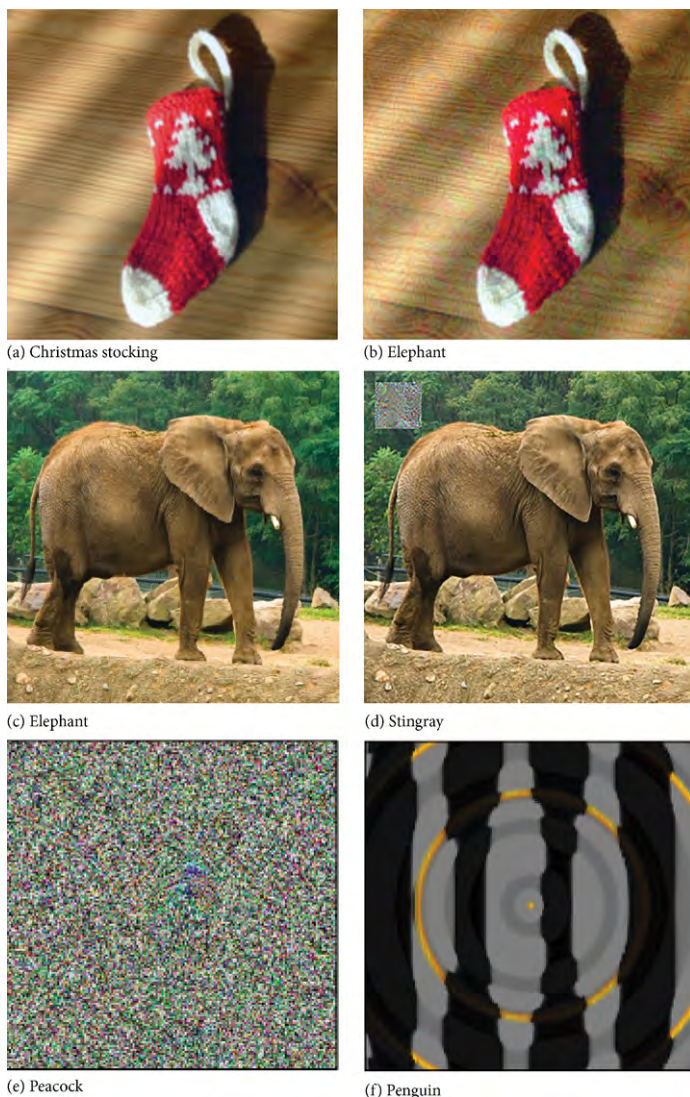 (a) Christmas stocking
(b) Elephant
(c) Elephant
(d) Stingray
(e) Peacock
(f) Penguin